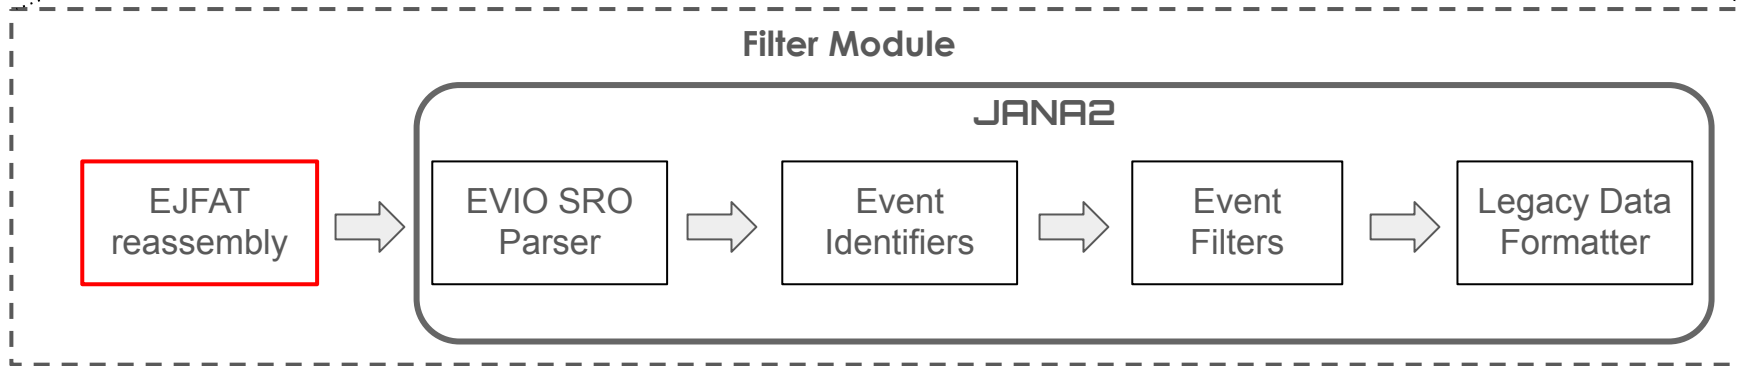 Filter Module
JANA2
EJFAT
reassembly
EVIO SRO
Parser
Event
Identifiers
Event
Filters
Legacy Data
Formatter